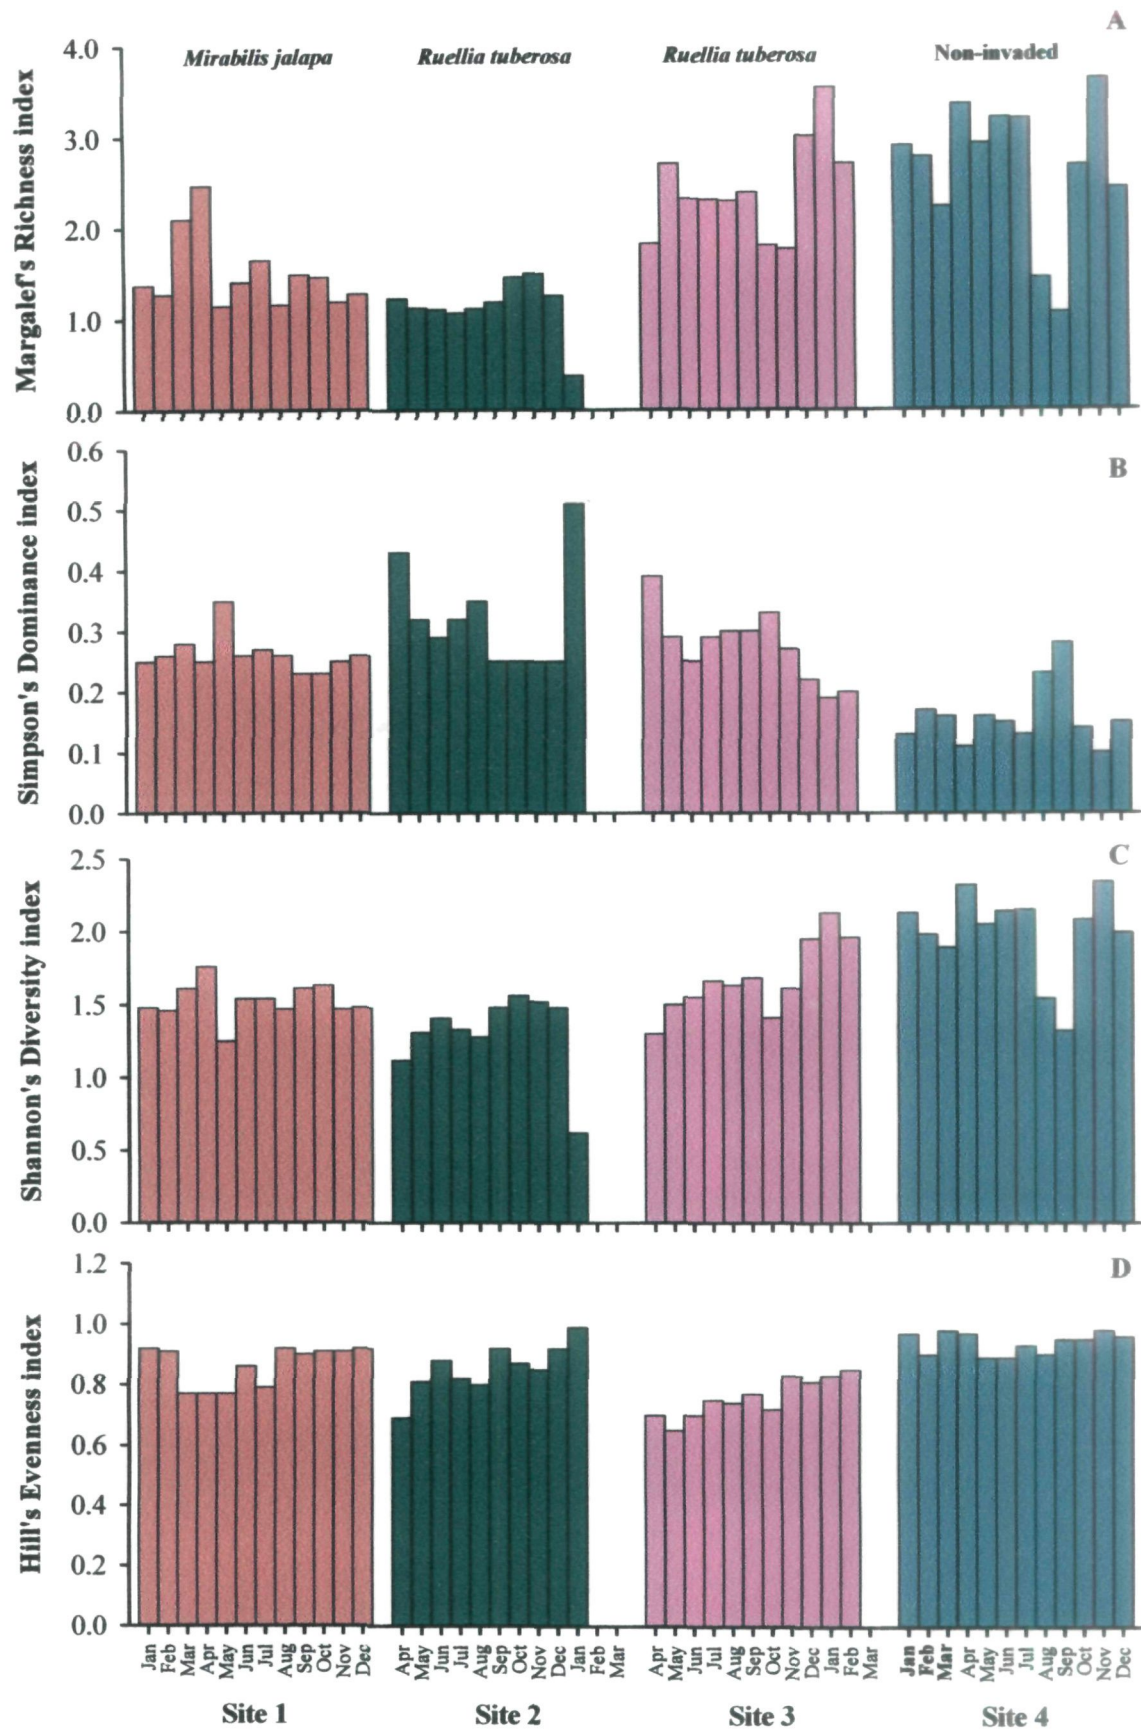 A
Mirabilis jalapa Ruellia tuberosa Ruellia tuberosa Non-invaded
Margalef's Richness index
4.0
3.0
2.0
1.0
0.0
B
Simpson's Dominance index
0.6
0.5
0.4
0.3
0.2
0.1
0.0
C
Shannon's Diversity index
2.5
2.0
1.5
1.0
0.5
0.0
D
Hill's Evenness index
1.2
1.0
0.8
0.6
0.4
0.2
0.0
Jan Feb Mar Apr May Jun Jul Aug Sep Oct Nov Dec Apr May Jun Jul Aug Sep Oct Nov Dec Jan Feb Mar Apr May Jun Jul Aug Sep Oct Nov Dec Jan Feb Mar Jan Feb Mar Apr May Jun Jul Aug Sep Oct Nov Dec
Site 1 Site 2 Site 3 Site 4